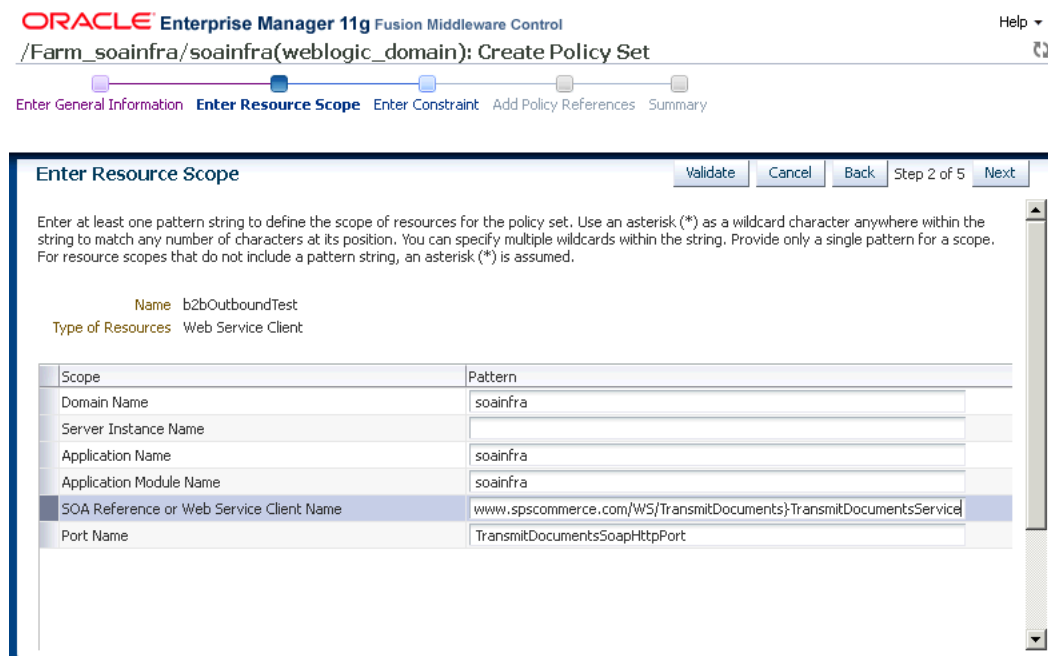 ORACLE Enterprise Manager 11g Fusion Middleware Control
Help
/Farm_soainfra/soainfra(weblogic_domain): Create Policy Set
Enter General Information Enter Resource Scope Enter Constraint Add Policy References Summary
Enter Resource Scope
Validate Cancel Back Step 2 of 5 Next
Enter at least one pattern string to define the scope of resources for the policy set. Use an asterisk (*) as a wildcard character anywhere within the
string to match any number of characters at its position. You can specify multiple wildcards within the string. Provide only a single pattern for a scope.
For resource scopes that do not include a pattern string, an asterisk (*) is assumed.
Name b2bOutboundTest
Type of Resources Web Service Client
Scope Pattern
Domain Name soainfra
Server Instance Name
Application Name soainfra
Application Module Name soainfra
SOA Reference or Web Service Client Name www.spscommerce.com/WS/TransmitDocuments}TransmitDocumentsService
Port Name TransmitDocumentsSoapHttpPort